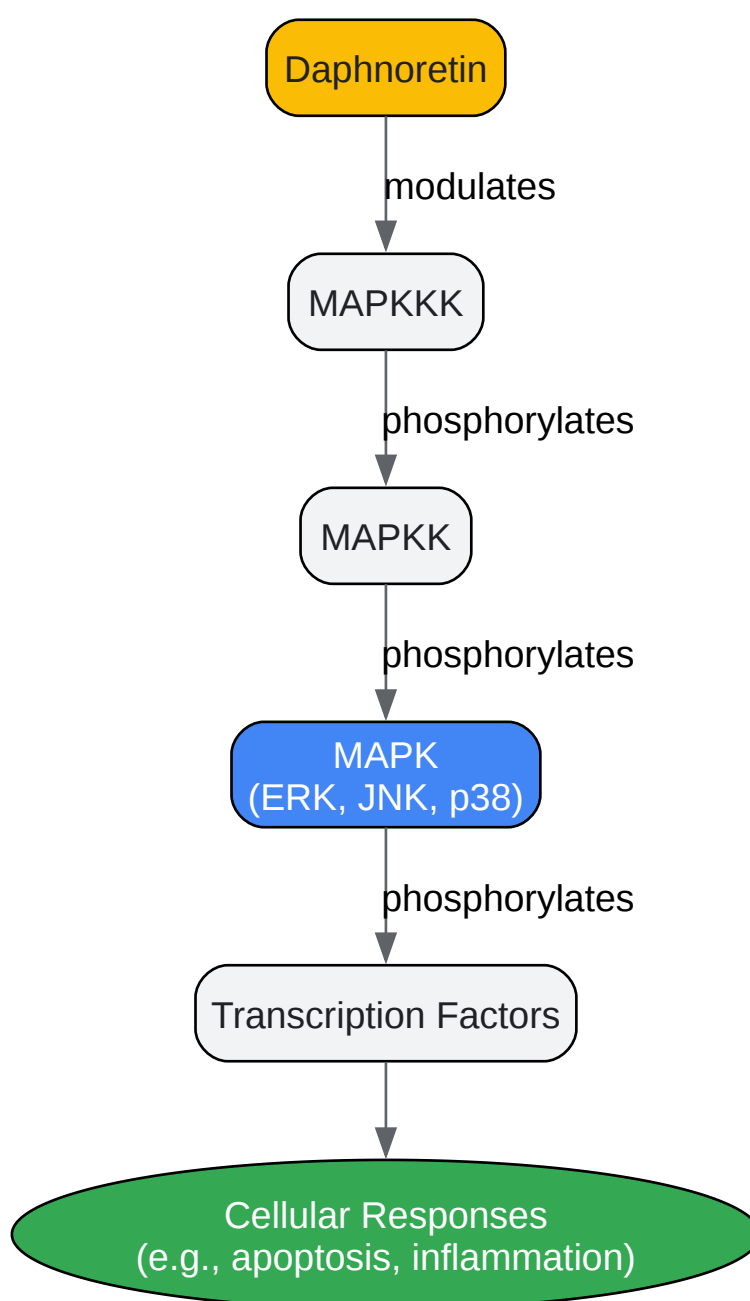 Daphnoretin
modulates
MAPKKK
phosphorylates
MAPKK
phosphorylates
MAPK
(ERK, JNK, p38)
phosphorylates
Transcription Factors
Cellular Responses
(e.g., apoptosis, inflammation)